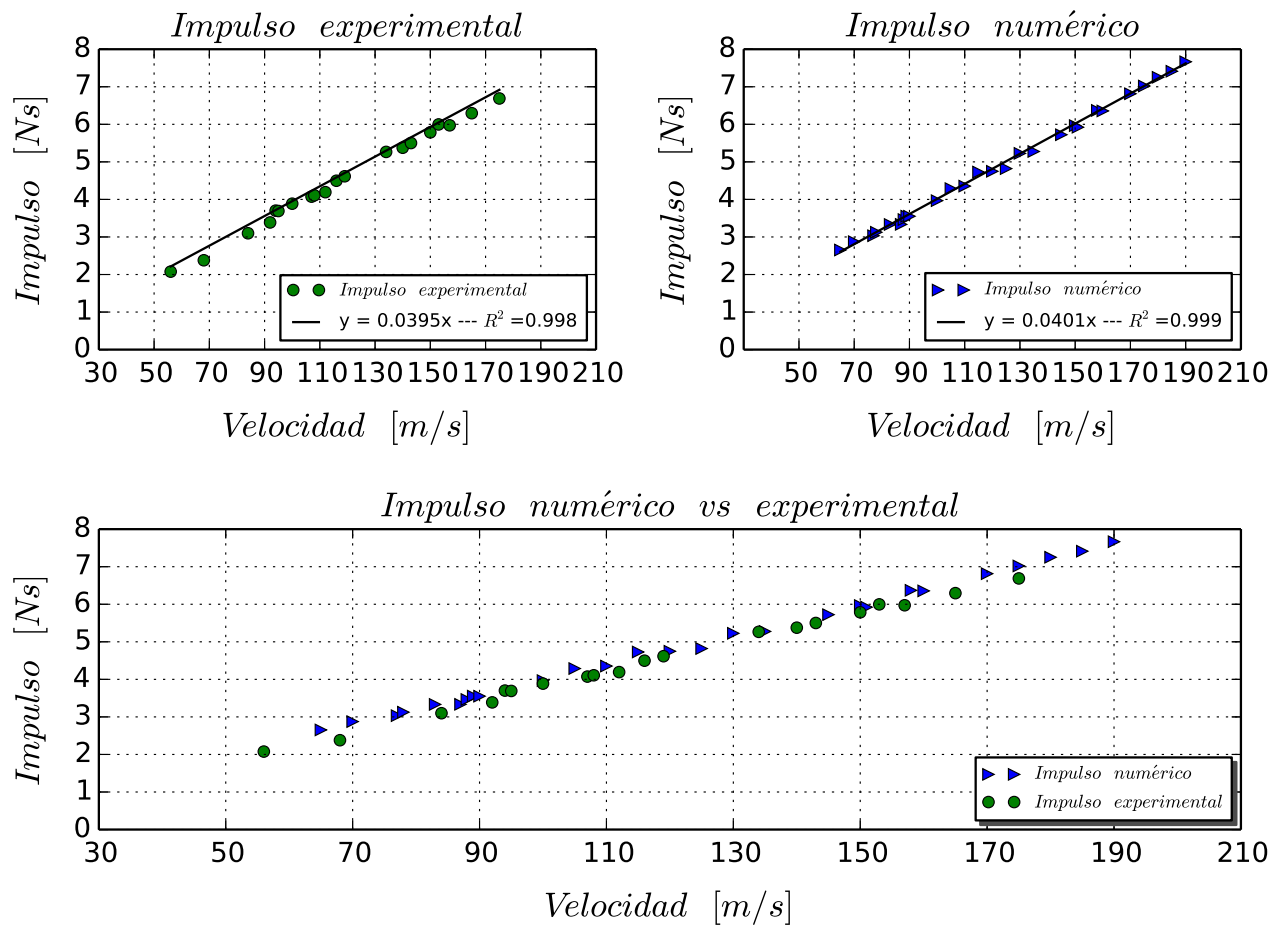 Impulso experimental
Impulso [Ns]
8
7
6
5
4
3
2
1
0
30 50 70 90 110 130 150 170 190 210
Velocidad [m/s]
Impulso experimental
y = 0.0395x --- R² =0.998
Impulso numérico
Impulso [Ns]
8
7
6
5
4
3
2
1
0
50 70 90 110 130 150 170 190 210
Velocidad [m/s]
Impulso numérico
y = 0.0401x --- R² =0.999
Impulso numérico vs experimental
Impulso [Ns]
8
7
6
5
4
3
2
1
0
30 50 70 90 110 130 150 170 190 210
Velocidad [m/s]
Impulso numérico
Impulso experimental